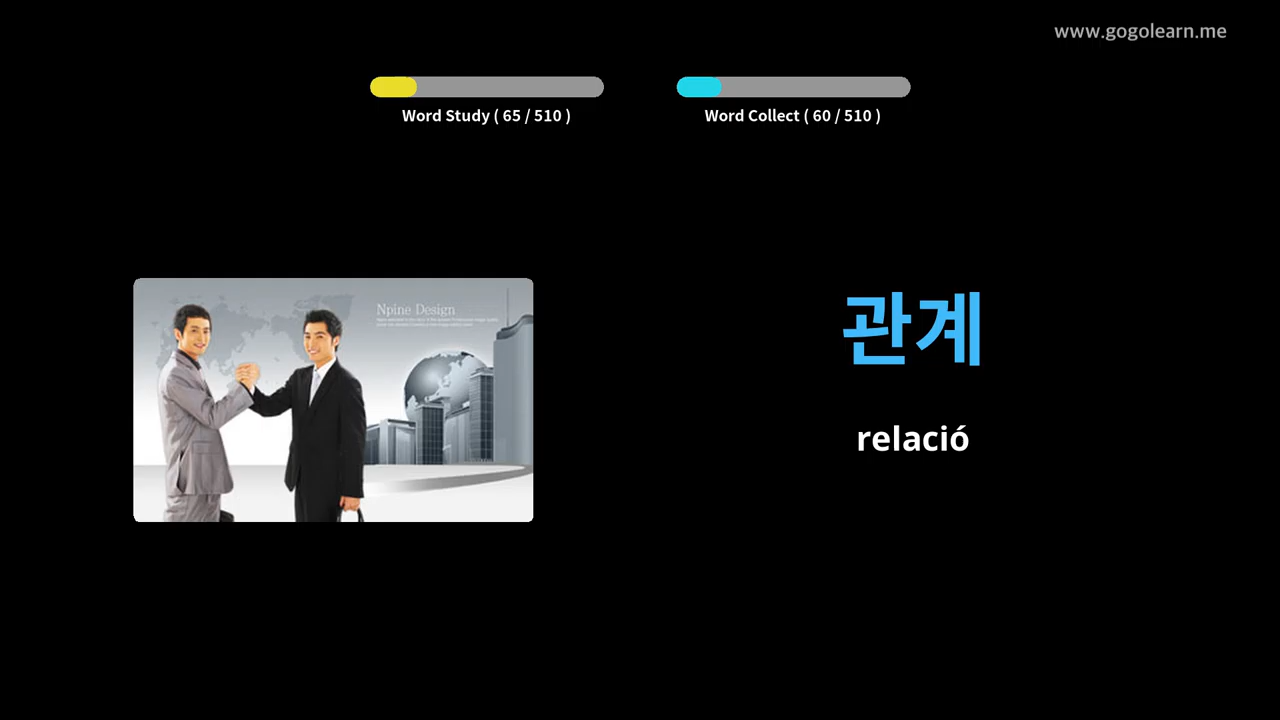 www.gogolearn.me
Word Study ( 65 / 510 )
Word Collect ( 60 / 510 )
Npine Design
관계
relació